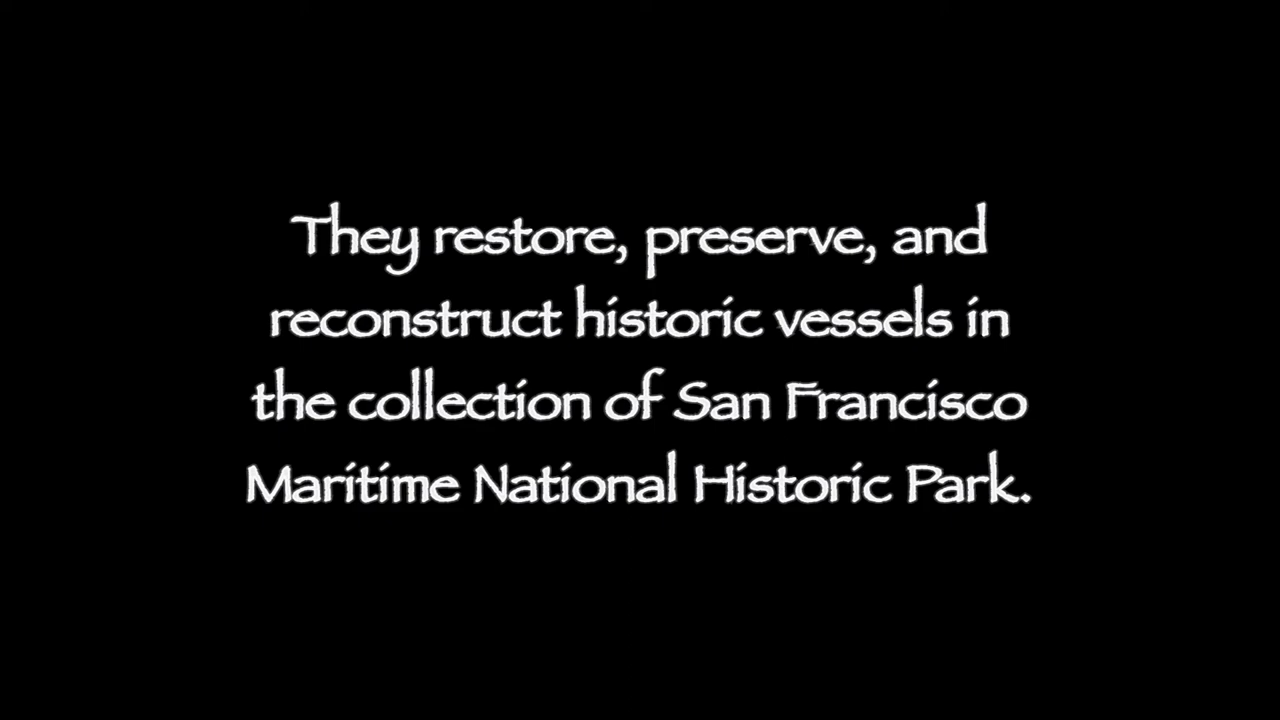 They restore, preserve, and
reconstruct historic vessels in
the collection of San Francisco
Maritime National Historic Park.